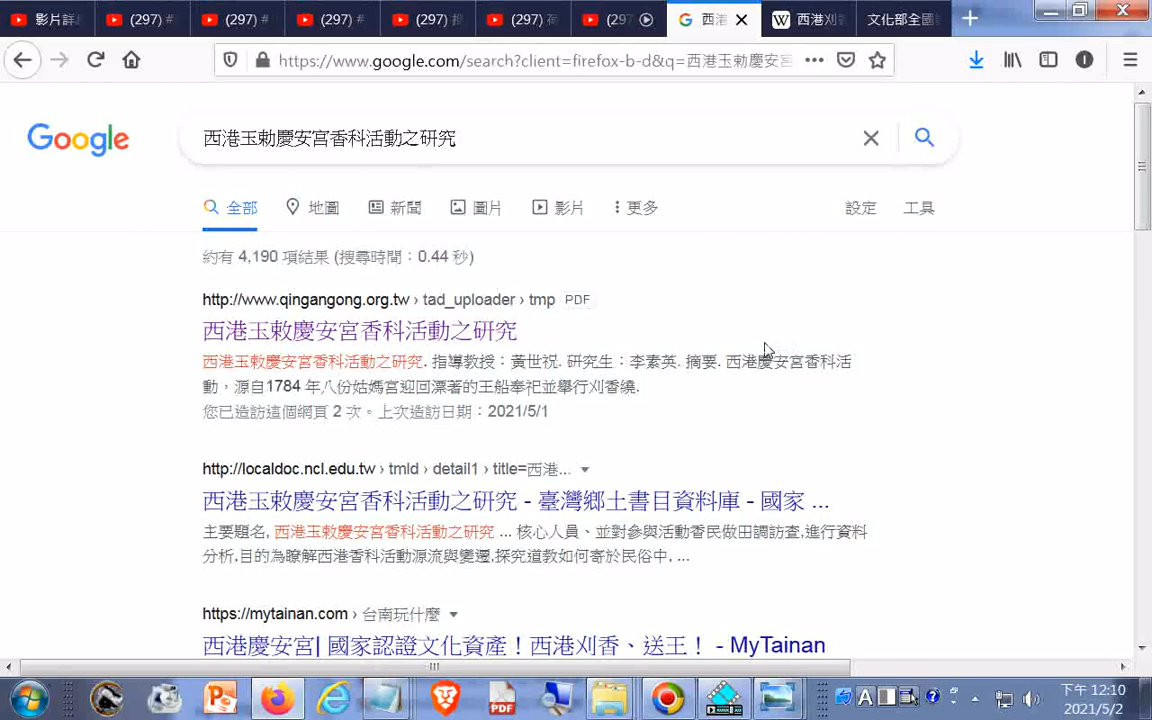 影片詳
(297) #
(297) #
(297) #
(297)
(297)
(297
西港
西港刈
文化部全國
https://www.google.com/search?client=firefox-b-d&q=西港玉勅慶安宮
Google
西港玉勅慶安宮香科活動之研究
全部
地圖
新聞
圖片
影片
更多
設定
工具
約有 4,190 項結果 (搜尋時間：0.44 秒)
http://www.qingangong.org.tw › tad_uploader › tmp PDF
西港玉敕慶安宮香科活動之研究
西港玉敕慶安宮香科活動之研究. 指導教授：黃世祝. 研究生：李素英. 摘要. 西港慶安宮香科活
動，源自1784 年八份姑媽宮迎回漂著的王船奉祀並舉行刈香繞.
您已造訪這個網頁 2 次。上次造訪日期：2021/5/1
http://localdoc.ncl.edu.tw › tmld › detail1 › title=西港...
西港玉敕慶安宮香科活動之研究 - 臺灣鄉土書目資料庫 - 國家 ...
主要題名, 西港玉敕慶安宮香科活動之研究 ... 核心人員、並對參與活動香民做田調訪查,進行資料
分析,目的為瞭解西港香科活動源流與變遷,探究道教如何寄於民俗中, ...
https://mytainan.com › 台南玩什麼
西港慶安宮| 國家認證文化資產！西港刈香、送王！ - MyTainan
PDF
A
下午 12:10
2021/5/2